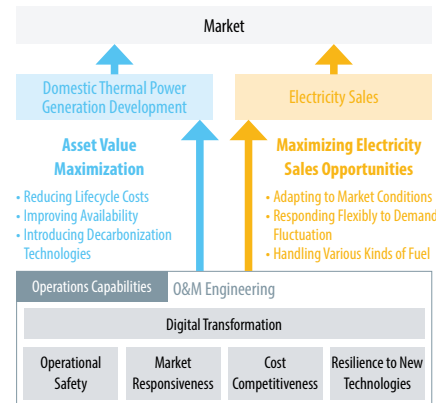 Market
Domestic Thermal Power
Generation Development
Electricity Sales
Asset Value
Maximization
• Reducing Lifecycle Costs
• Improving Availability
• Introducing Decarbonization
Technologies
Maximizing Electricity
Sales Opportunities
• Adapting to Market Conditions
• Responding Flexibly to Demand
Fluctuation
• Handling Various Kinds of Fuel
Operations Capabilities
O&M Engineering
Digital Transformation
Operational
Safety
Market
Responsiveness
Cost
Competitiveness
Resilience to New
Technologies